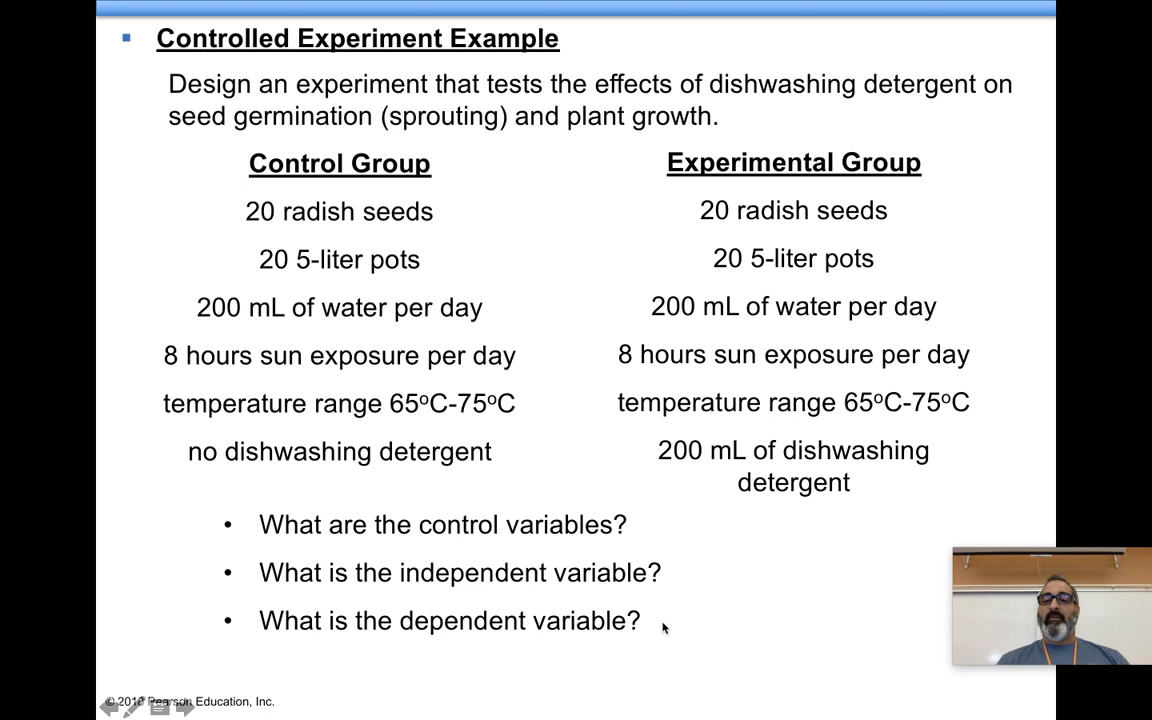 Controlled Experiment Example
Design an experiment that tests the effects of dishwashing detergent on
seed germination (sprouting) and plant growth.
Control Group
20 radish seeds
20 5-liter pots
200 mL of water per day
8 hours sun exposure per day
temperature range 65ºC-75ºC
no dishwashing detergent
Experimental Group
20 radish seeds
20 5-liter pots
200 mL of water per day
8 hours sun exposure per day
temperature range 65ºC-75ºC
200 mL of dishwashing
detergent
• What are the control variables?
• What is the independent variable?
• What is the dependent variable?
© Pearson Education, Inc.